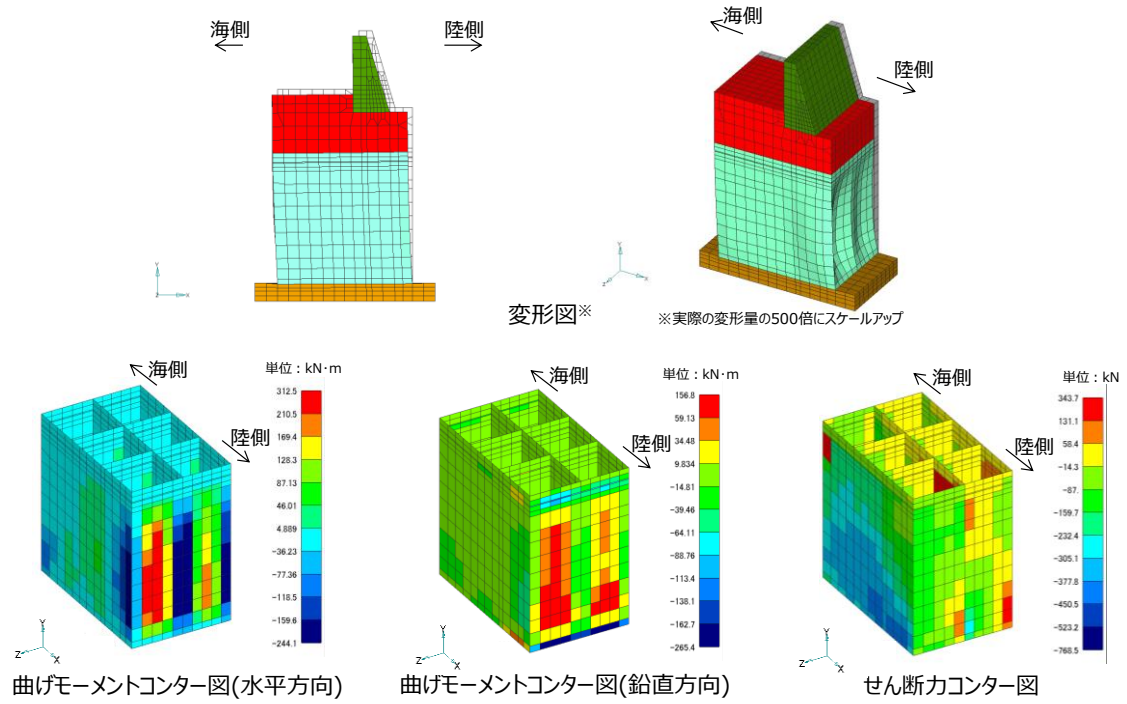 海側
陸側
海側
陸側
Y
Z
X
Y
Z
X
変形図※
※実際の変形量の500倍にスケールアップ
単位：kN･m
海側
陸側
312.5
210.5
169.4
128.3
87.13
46.01
4.889
-36.23
-77.36
-118.5
-159.6
-244.1
Y
Z
X
曲げモーメントコンター図(水平方向)
単位：kN･m
海側
陸側
156.8
59.13
34.48
9.834
-14.81
-39.46
-64.11
-88.76
-113.4
-138.1
-162.7
-265.4
Y
Z
X
曲げモーメントコンター図(鉛直方向)
単位：kN
海側
陸側
343.7
131.1
58.4
-14.3
-87.
-159.7
-232.4
-305.1
-377.8
-450.5
-523.2
-768.5
Y
Z
X
せん断力コンター図